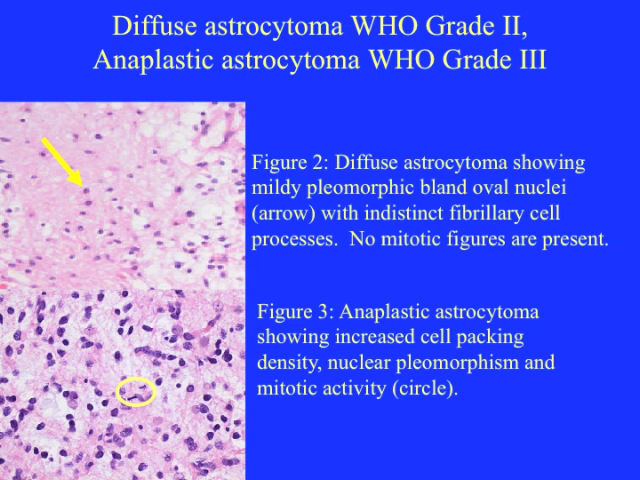 Diffuse astrocytoma WHO Grade II,
Anaplastic astrocytoma WHO Grade III
Figure 2: Diffuse astrocytoma showing
mildy pleomorphic bland oval nuclei
(arrow) with indistinct fibrillary cell
processes.  No mitotic figures are present.
Figure 3: Anaplastic astrocytoma
showing increased cell packing
density, nuclear pleomorphism and
mitotic activity (circle).